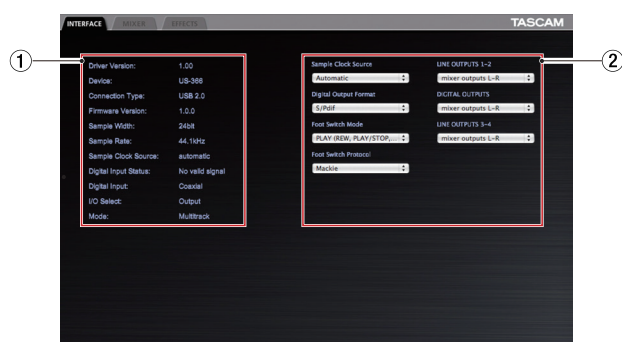 INTERFACE MIXER EFFECTS TASCAM
1
Driver Version: 1.00
Device: US-366
Connection Type: USB 2.0
Firmware Version: 1.0.0
Sample Width: 24bit
Sample Rate: 44.1kHz
Sample Clock Source: automatic
Digital Input Status: No valid signal
Digital Input: Coaxial
I/O Select: Output
Mode: Multitrack
2
Sample Clock Source
Automatic
Digital Output Format
S/Pdif
Foot Switch Mode
PLAY (REW, PLAY/STOP,...
Foot Switch Protocol
Mackie
LINE OUTPUTS 1-2
mixer outputs L-R
DIGITAL OUTPUTS
mixer outputs L-R
LINE OUTPUTS 3-4
mixer outputs L-R